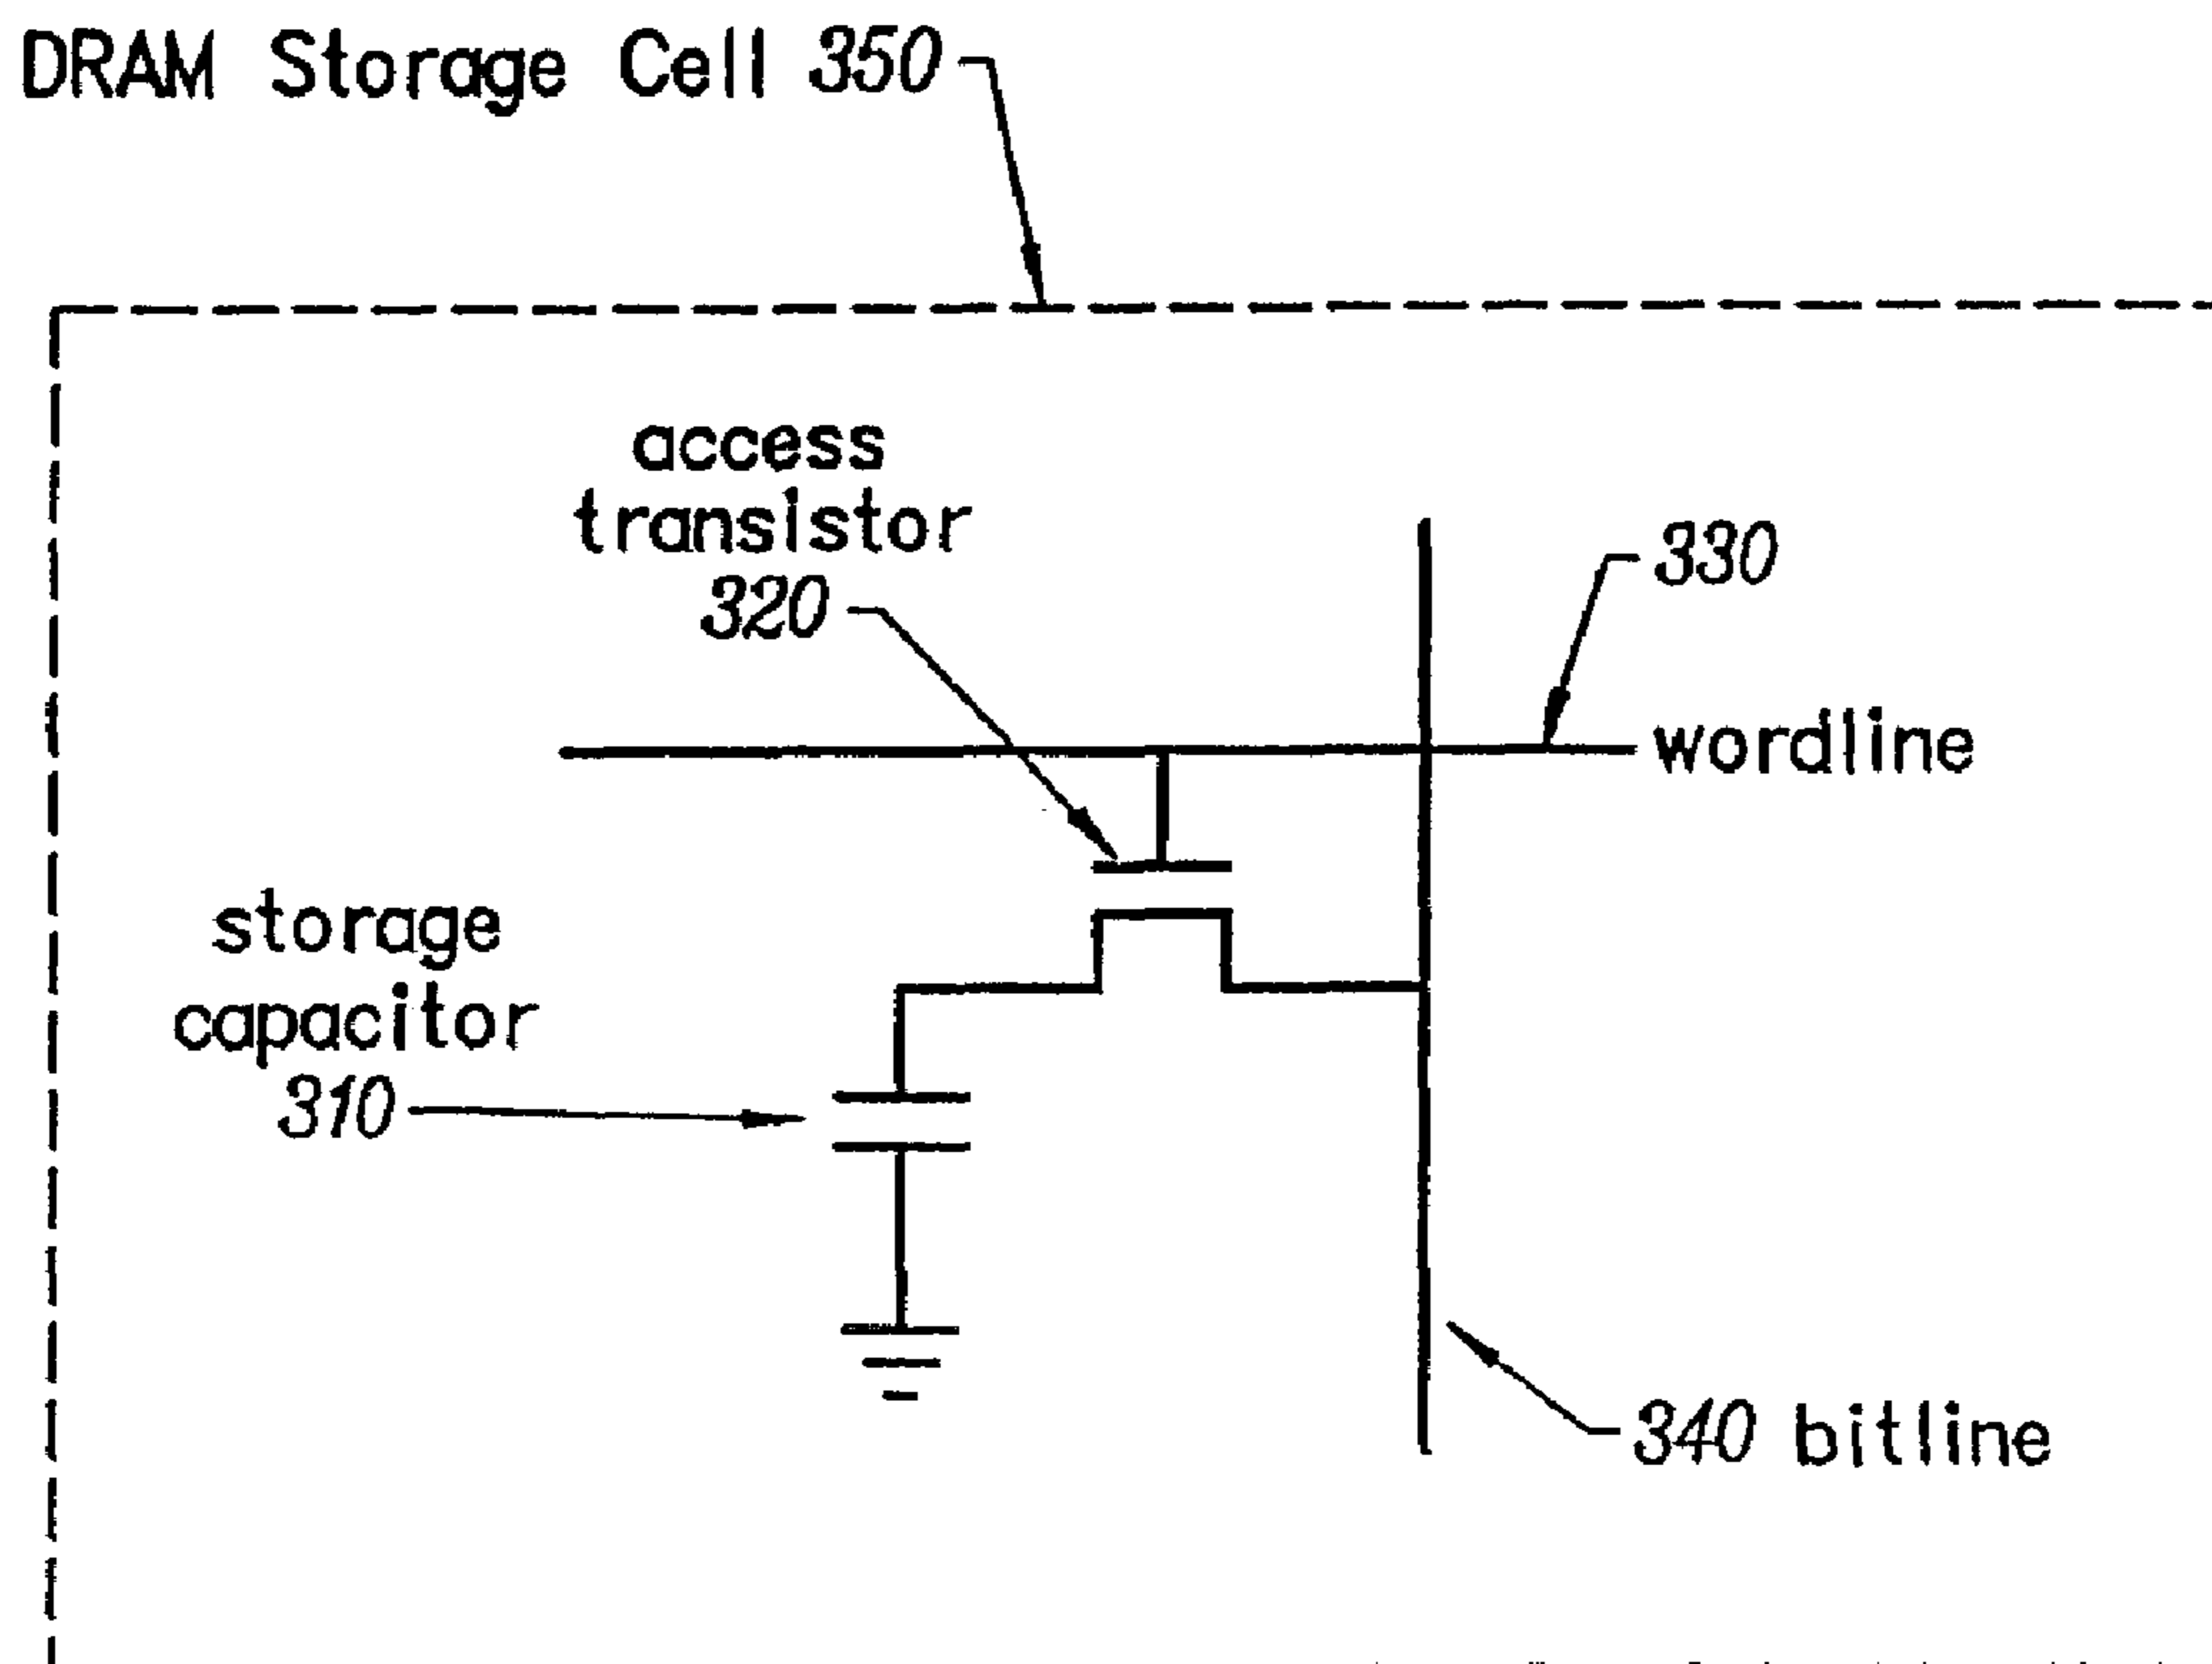 DRAM Storage Cell 350
access
transistor
320
330
wordline
storage
capacitor
310
340 bitline